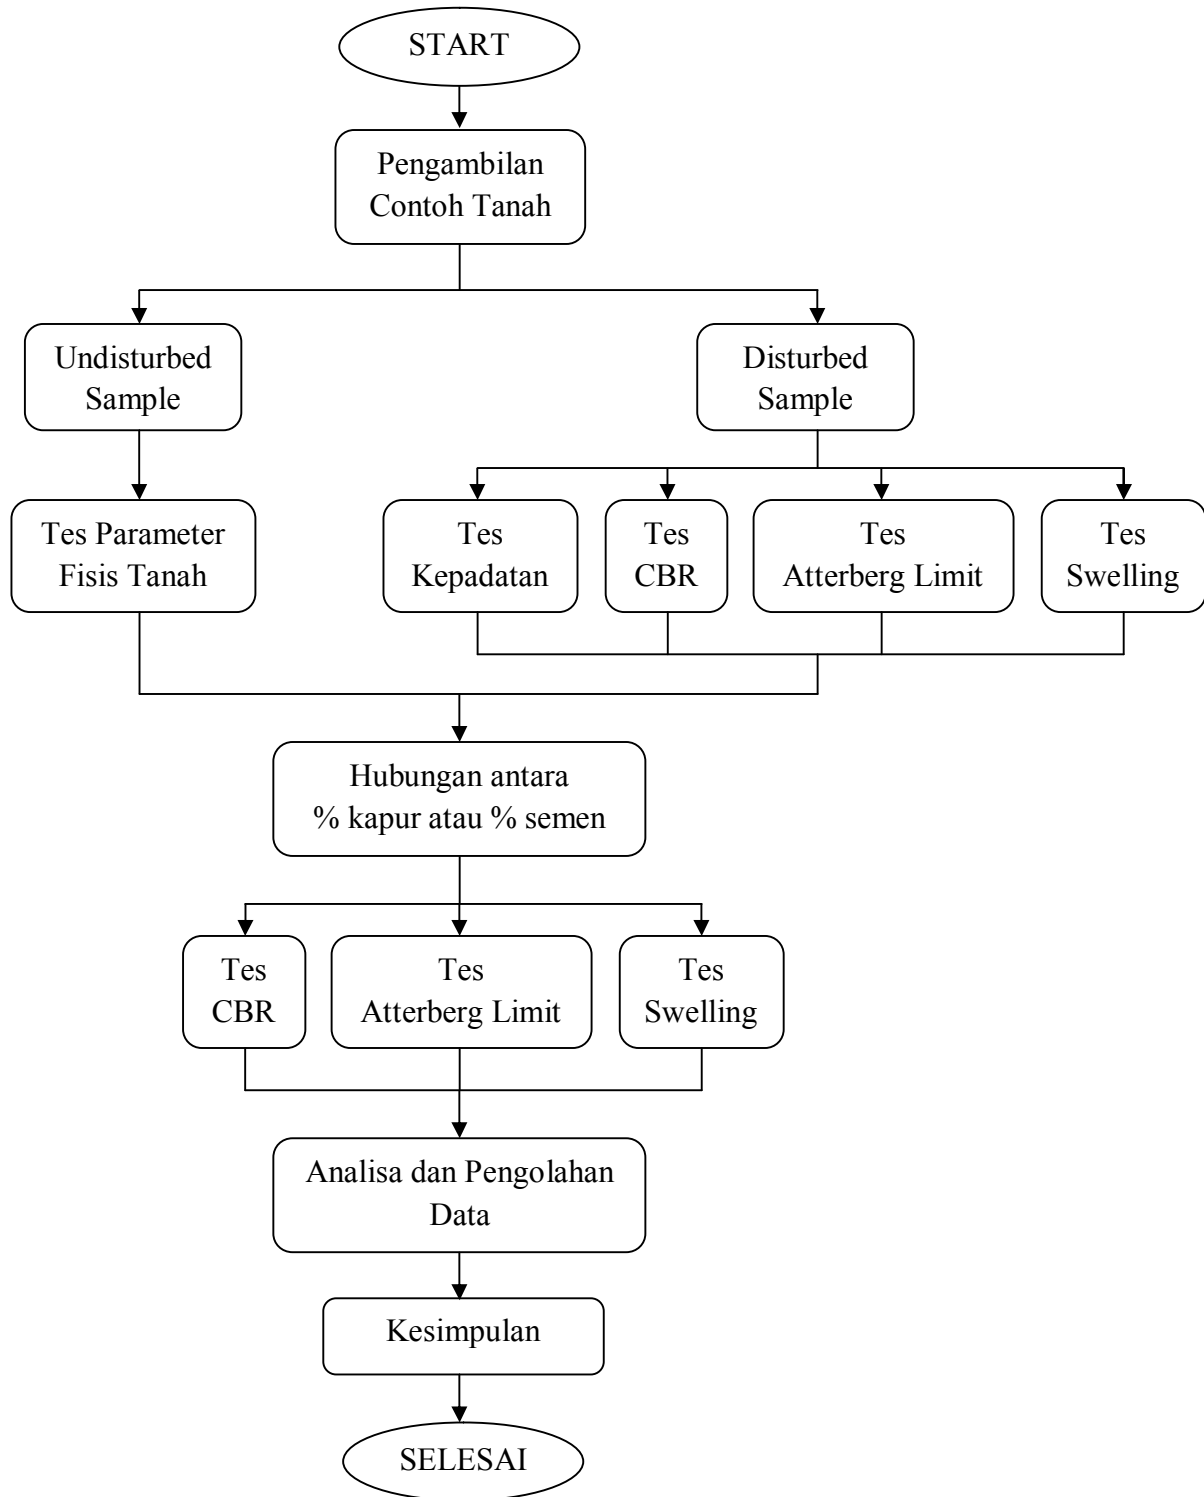 START
Pengambilan
Contoh Tanah
Undisturbed
Sample
Disturbed
Sample
Tes Parameter
Fisis Tanah
Tes
Kepadatan
Tes
CBR
Tes
Atterberg Limit
Tes
Swelling
Hubungan antara
% kapur atau % semen
Tes
CBR
Tes
Atterberg Limit
Tes
Swelling
Analisa dan Pengolahan
Data
Kesimpulan
SELESAI